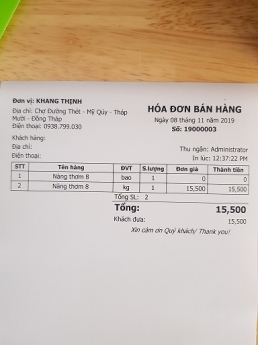 Đơn vị: KHANG THỊNH
Địa chỉ: Chợ Đường Thét - Mỹ Qúy - Tháp
Mười - Đồng Tháp
Điện thoại: 0938.799.030
HÓA ĐƠN BÁN HÀNG
Ngày 08 tháng 11 năm 2019
Số: 19000003
Khách hàng:
Địa chỉ:
Điện thoại:
Thu ngân: Administrator
In lúc: 12:37:22 PM
STT Tên hàng ĐVT S.lượng Đơn giá Thành tiền
1 Nàng thơm 8 bao 1 0 0
2 Nàng thơm 8 kg 1 15,500 15,500
Tổng SL: 2
Tổng: 15,500
Khách đưa: 15,500
Xin cảm ơn Quý khách/ Thank you!